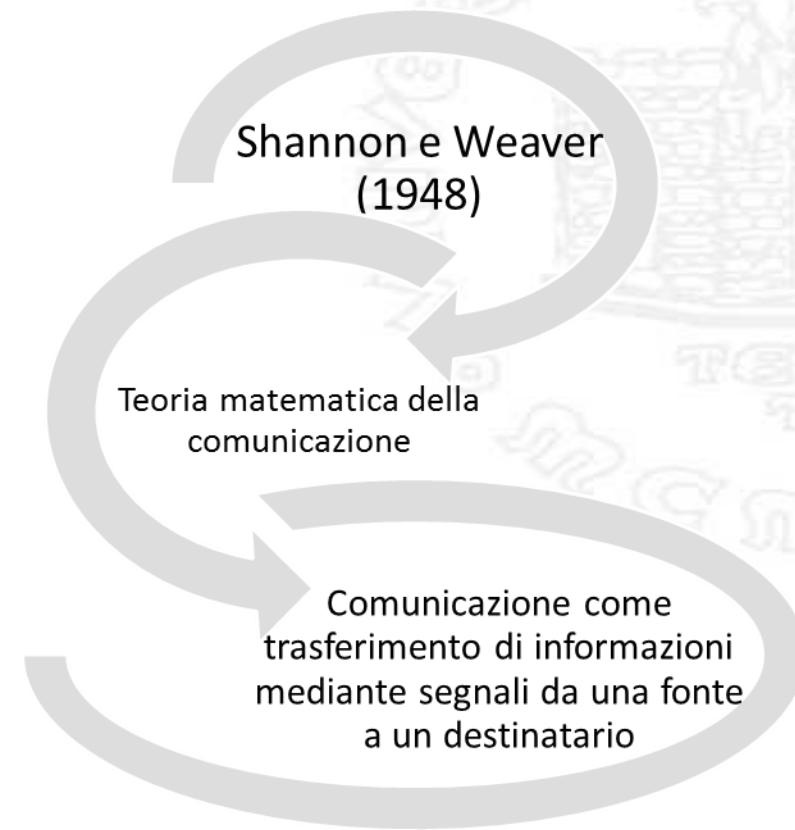 Shannon e Weaver
(1948)
Teoria matematica della
comunicazione
Comunicazione come
trasferimento di informazioni
mediante segnali da una fonte
a un destinatario